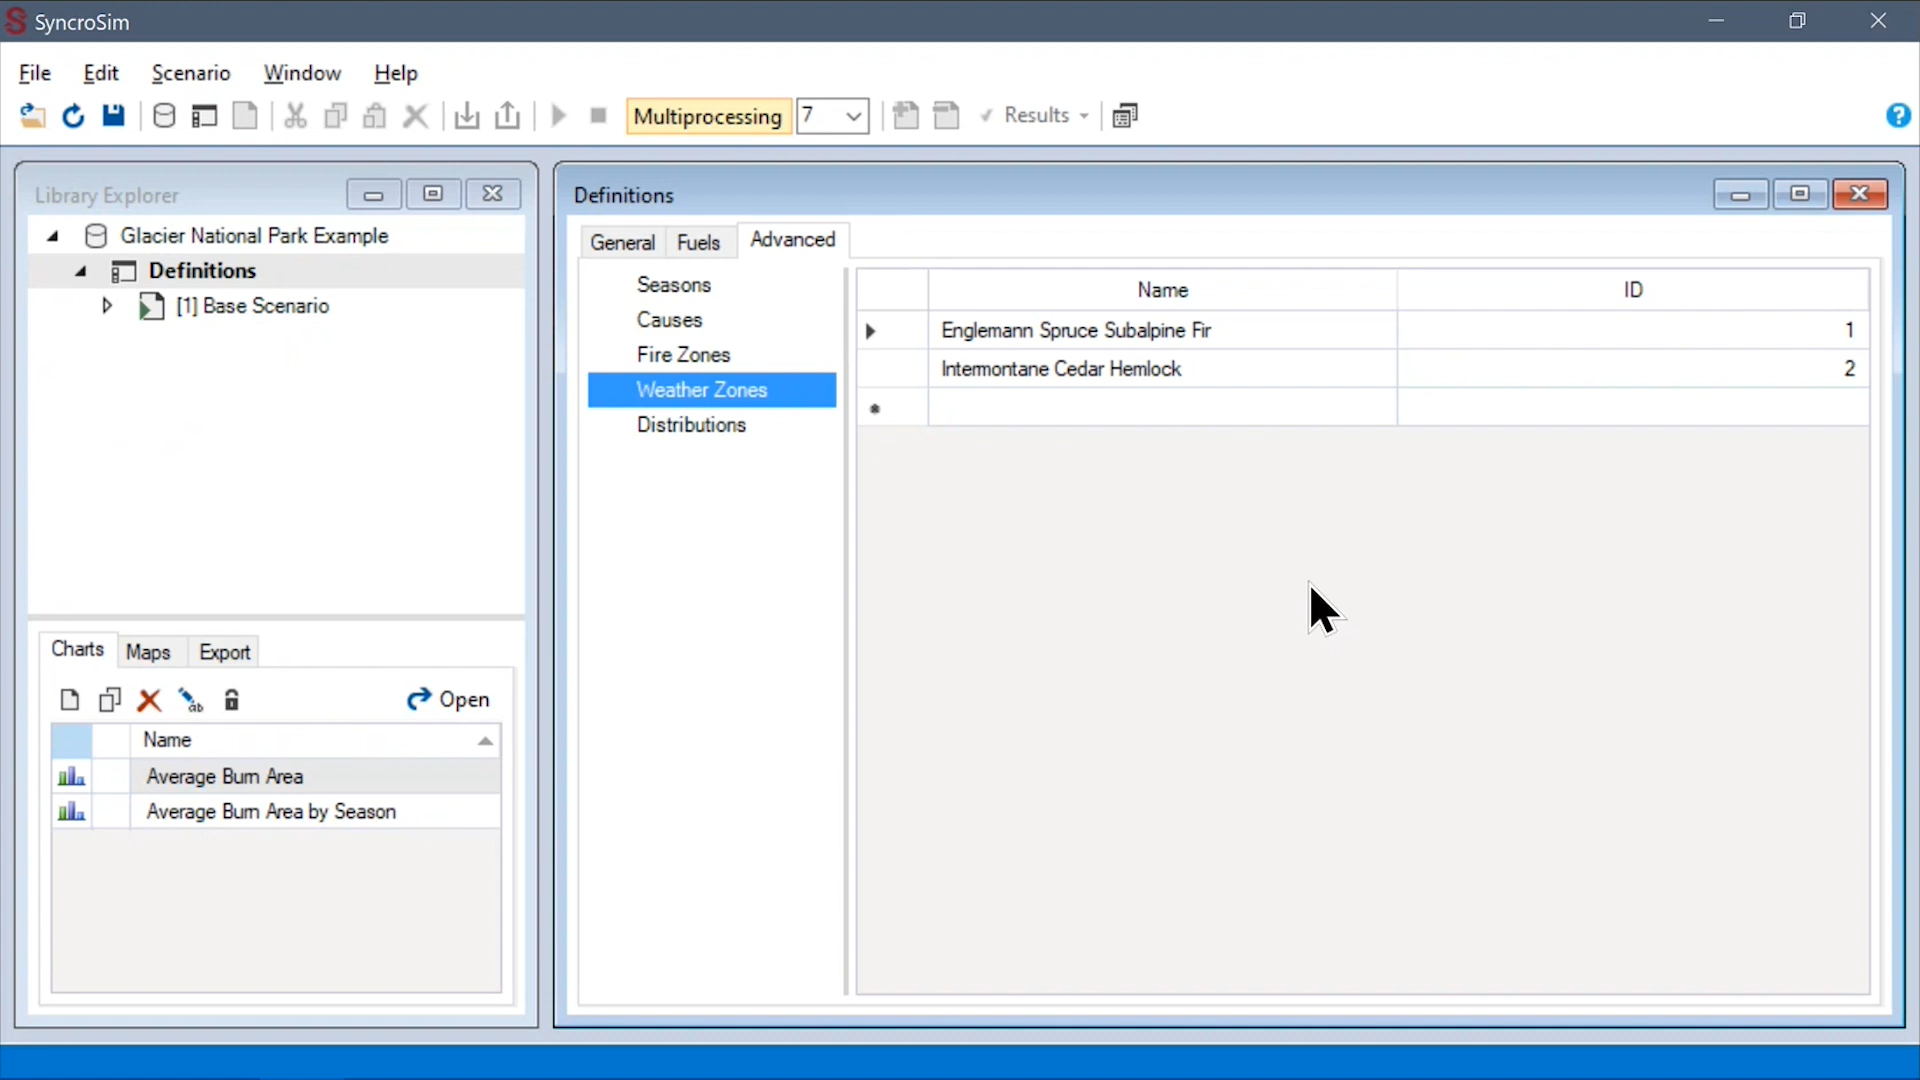 SyncroSim
File Edit Scenario Window Help
Multiprocessing 7 Results
Library Explorer
Glacier National Park Example
Definitions
[1] Base Scenario
Charts Maps Export
Open
Name
Average Burn Area
Average Burn Area by Season
Definitions
General Fuels Advanced
Seasons
Causes
Fire Zones
Weather Zones
Distributions
Name ID
Englemann Spruce Subalpine Fir 1
Intermontane Cedar Hemlock 2